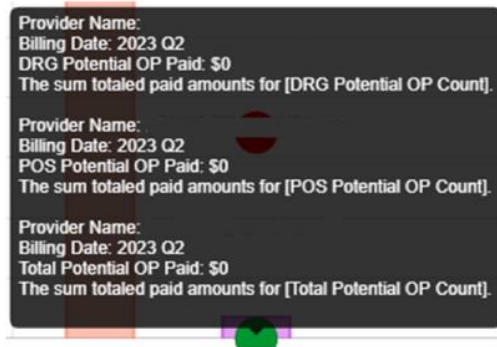 Provider Name:
Billing Date: 2023 Q2
DRG Potential OP Paid: $0
The sum totaled paid amounts for [DRG Potential OP Count].
Provider Name:
Billing Date: 2023 Q2
POS Potential OP Paid: $0
The sum totaled paid amounts for [POS Potential OP Count].
Provider Name:
Billing Date: 2023 Q2
Total Potential OP Paid: $0
The sum totaled paid amounts for [Total Potential OP Count].